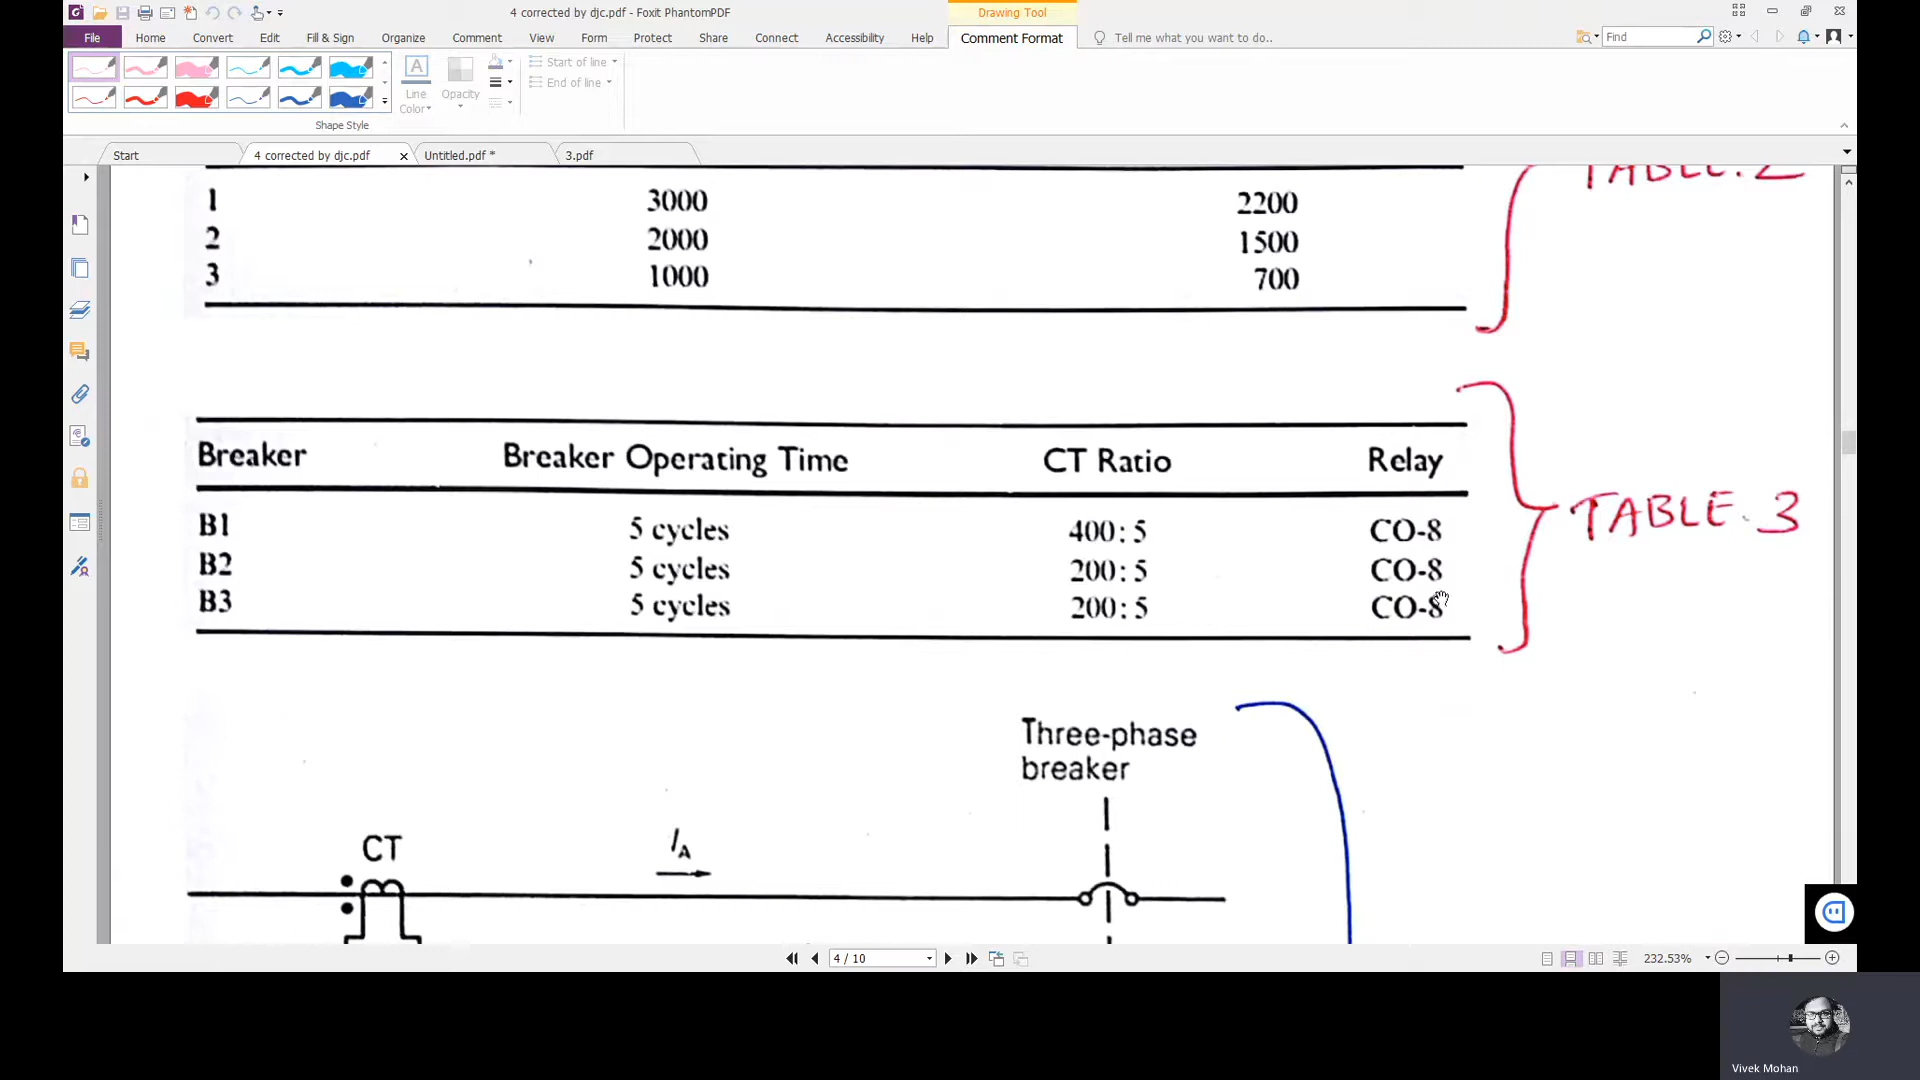 4 corrected by djc.pdf - Foxit PhantomPDF
Drawing Tool
File Home Convert Edit Fill & Sign Organize Comment View Form Protect Share Connect Accessibility Help Comment Format Tell me what you want to do.. Find
Line Color
Opacity
Start of line
End of line
Shape Style
Start 4 corrected by djc.pdf Untitled.pdf * 3.pdf
TABLE.2
1 3000 2200
2 2000 1500
3 1000 700
Breaker Breaker Operating Time CT Ratio Relay
B1 5 cycles 400:5 CO-8
B2 5 cycles 200:5 CO-8
B3 5 cycles 200:5 CO-8
TABLE.3
Three-phase
breaker
CT
IA
4 / 10
232.53%
Vivek Mohan